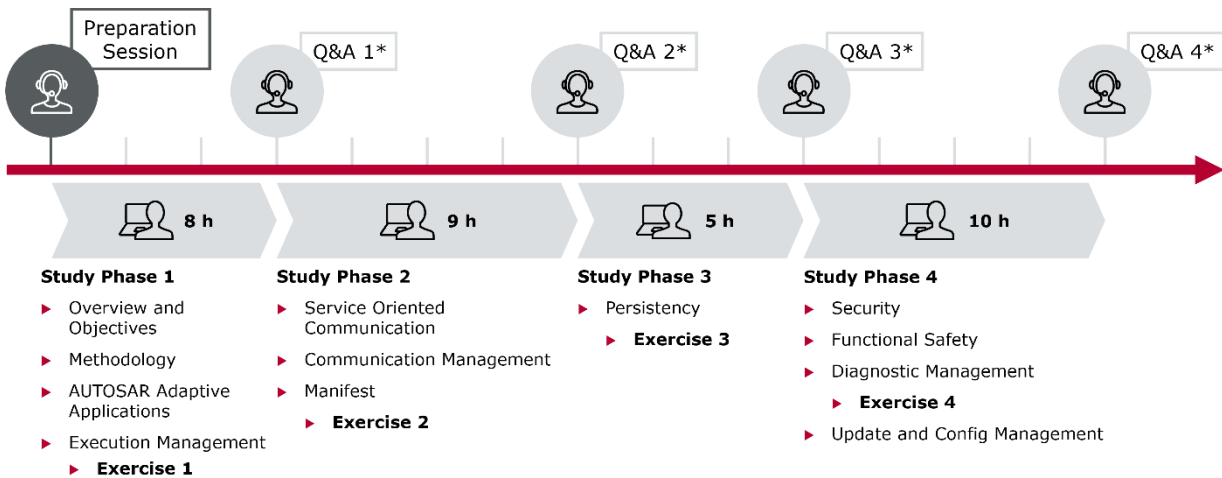 Preparation
Session
Q&A 1*
Q&A 2*
Q&A 3*
Q&A 4*
8 h
9 h
5 h
10 h
Study Phase 1
Overview and
Objectives
Methodology
AUTOSAR Adaptive
Applications
Execution Management
Exercise 1
Study Phase 2
Service Oriented
Communication
Communication Management
Manifest
Exercise 2
Study Phase 3
Persistency
Exercise 3
Study Phase 4
Security
Functional Safety
Diagnostic Management
Exercise 4
Update and Config Management